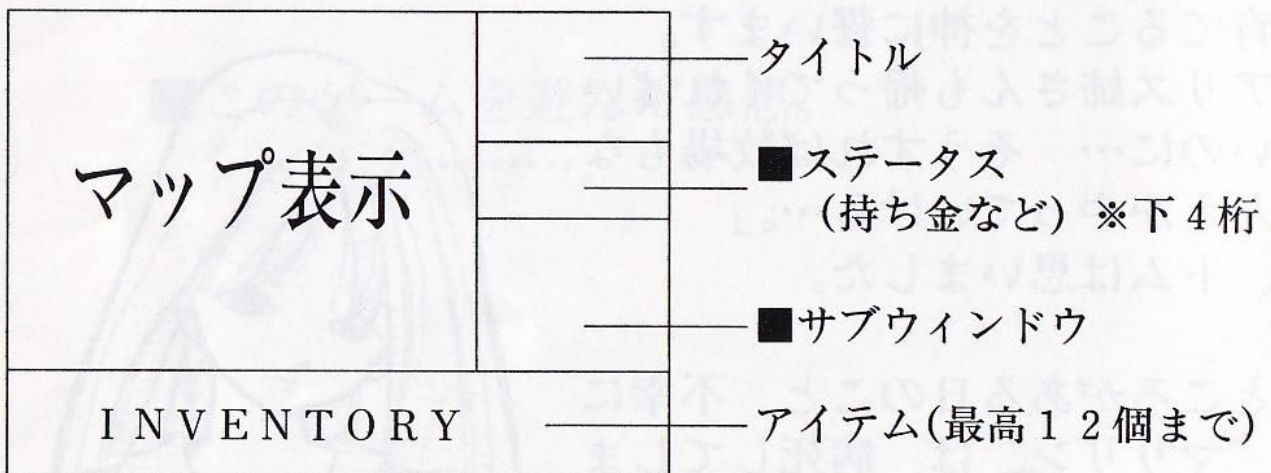 タイトル
マップ表示
■ステータス
(持ち金など) ※下4桁
■サブウィンドウ
INVENTORY
アイテム(最高12個まで)